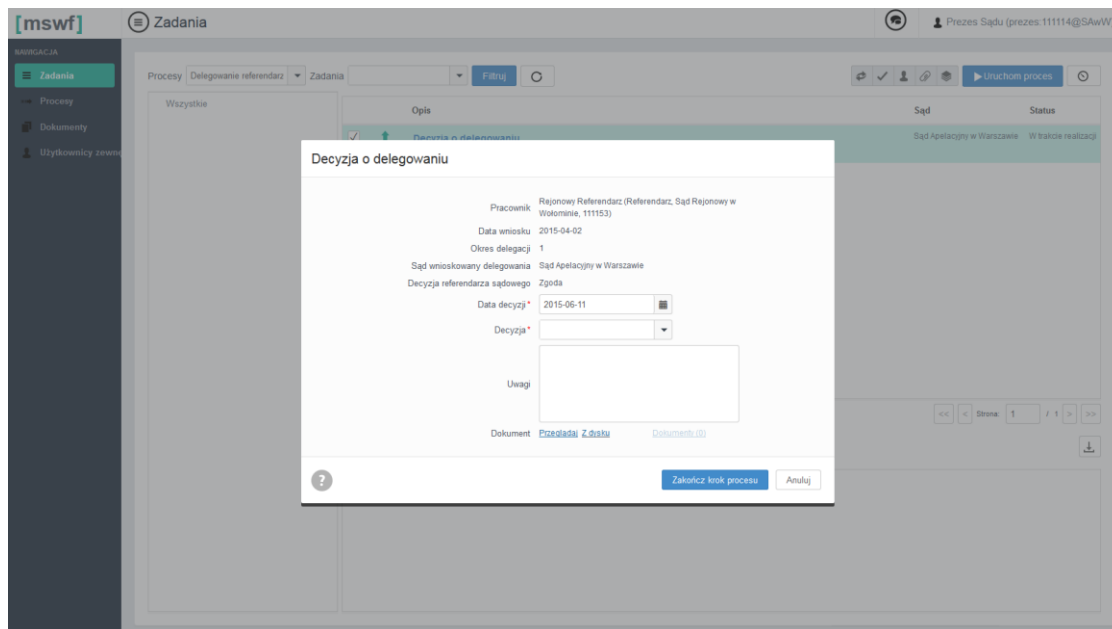 [mswf]
Zadania
Prezes Sądu (prezes:111114@SAwW
NAWIGACJA
Zadania
Procesy
Dokumenty
Użytkownicy zewnę
Procesy Delegowanie referendarz Zadania Filtruj Uruchom proces
Wszystkie
Opis Sąd Status
Decyzja o delegowaniu Sąd Apelacyjny w Warszawie W trakcie realizacji
Decyzja o delegowaniu
Pracownik Rejonowy Referendarz (Referendarz, Sąd Rejonowy w
Wołominie, 111153)
Data wniosku 2015-04-02
Okres delegacji 1
Sąd wnioskowany delegowania Sąd Apelacyjny w Warszawie
Decyzja referendarza sądowego Zgoda
Data decyzji * 2015-06-11
Decyzja *
Uwagi
Dokument Przeglądaj Z dysku Dokumenty (0)
<< < Strona: 1 / 1 > >>
? Zakończ krok procesu Anuluj